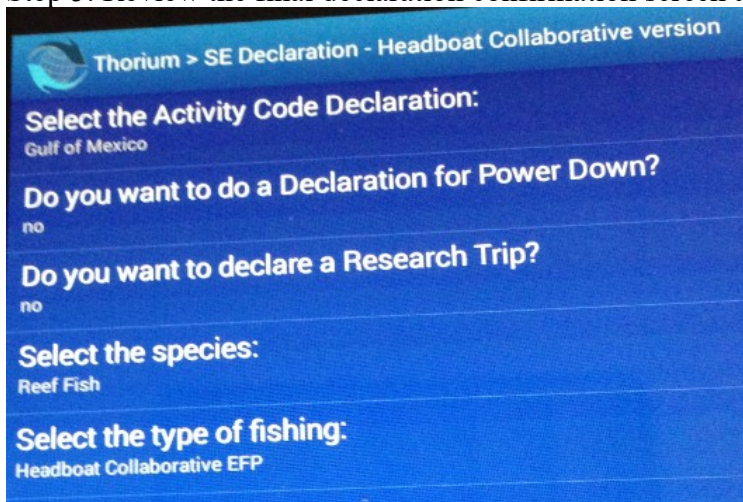 Thorium > SE Declaration - Headboat Collaborative version
Select the Activity Code Declaration:
Gulf of Mexico
Do you want to do a Declaration for Power Down?
no
Do you want to declare a Research Trip?
no
Select the species:
Reef Fish
Select the type of fishing:
Headboat Collaborative EFP